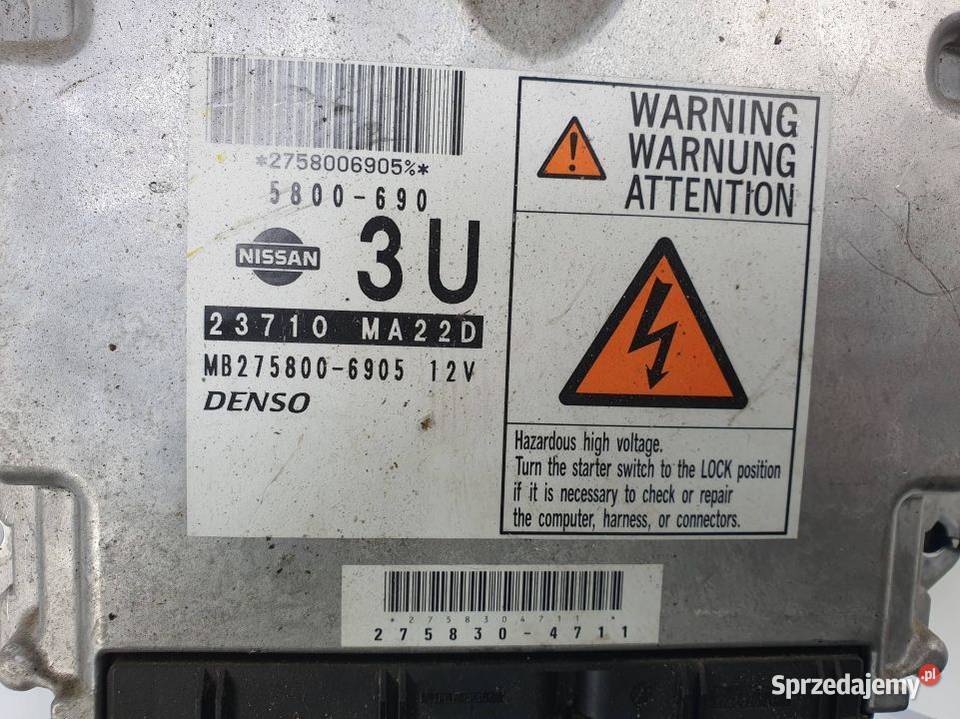 *2758006905%*
5800-690
NISSAN
3U
23710 MA22D
MB275800-6905 12V
DENSO
WARNING
WARNUNG
ATTENTION
Hazardous high voltage.
Turn the starter switch to the LOCK position
if it is necessary to check or repair
the computer, harness, or connectors.
*2758304711*
275830-4711
Sprzedajemy.pl